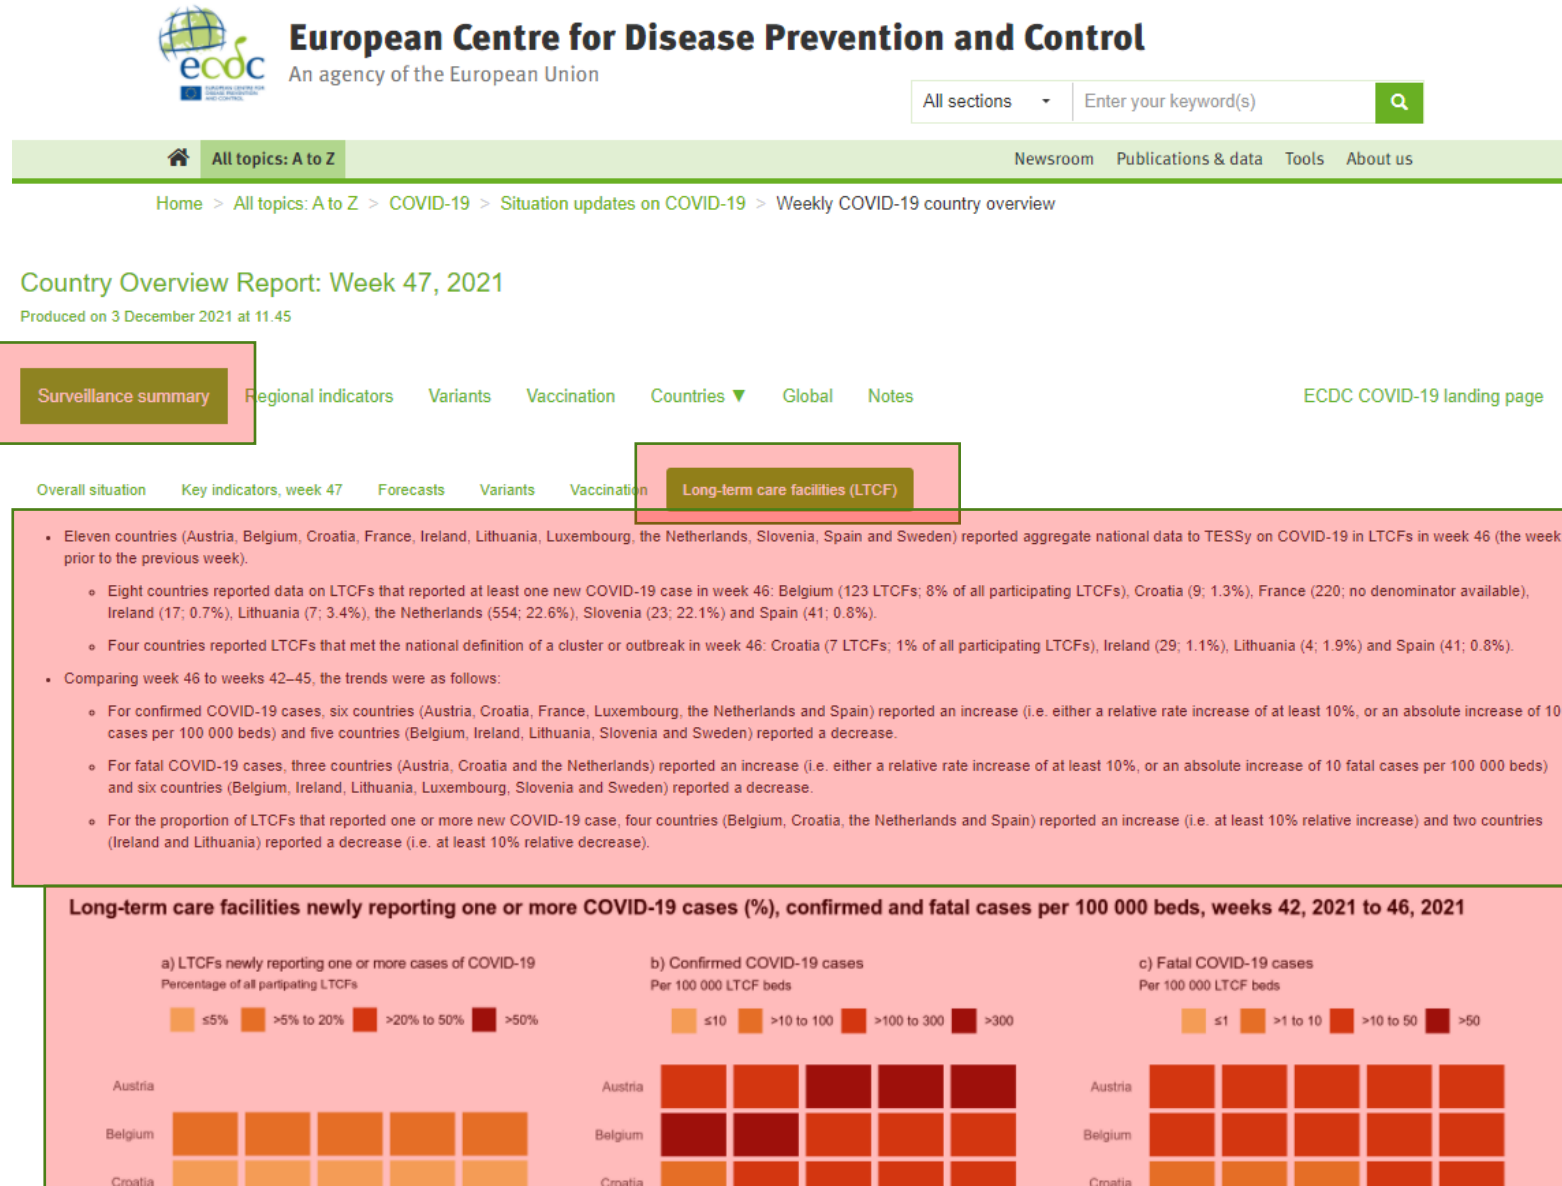 European Centre for Disease Prevention and Control
An agency of the European Union
ecdc
EUROPEAN CENTRE FOR
DISEASE PREVENTION
AND CONTROL
All sections
Enter your keyword(s)
All topics: A to Z
Newsroom Publications & data Tools About us
Home > All topics: A to Z > COVID-19 > Situation updates on COVID-19 > Weekly COVID-19 country overview
Country Overview Report: Week 47, 2021
Produced on 3 December 2021 at 11.45
Surveillance summary Regional indicators Variants Vaccination Countries ▼ Global Notes ECDC COVID-19 landing page
Overall situation Key indicators, week 47 Forecasts Variants Vaccination Long-term care facilities (LTCF)
• Eleven countries (Austria, Belgium, Croatia, France, Ireland, Lithuania, Luxembourg, the Netherlands, Slovenia, Spain and Sweden) reported aggregate national data to TESSy on COVID-19 in LTCFs in week 46 (the week
prior to the previous week).
◦ Eight countries reported data on LTCFs that reported at least one new COVID-19 case in week 46: Belgium (123 LTCFs; 8% of all participating LTCFs), Croatia (9; 1.3%), France (220; no denominator available),
Ireland (17; 0.7%), Lithuania (7; 3.4%), the Netherlands (554; 22.6%), Slovenia (23; 22.1%) and Spain (41; 0.8%).
◦ Four countries reported LTCFs that met the national definition of a cluster or outbreak in week 46: Croatia (7 LTCFs; 1% of all participating LTCFs), Ireland (29; 1.1%), Lithuania (4; 1.9%) and Spain (41; 0.8%).
• Comparing week 46 to weeks 42–45, the trends were as follows:
◦ For confirmed COVID-19 cases, six countries (Austria, Croatia, France, Luxembourg, the Netherlands and Spain) reported an increase (i.e. either a relative rate increase of at least 10%, or an absolute increase of 10
cases per 100 000 beds) and five countries (Belgium, Ireland, Lithuania, Slovenia and Sweden) reported a decrease.
◦ For fatal COVID-19 cases, three countries (Austria, Croatia and the Netherlands) reported an increase (i.e. either a relative rate increase of at least 10%, or an absolute increase of 10 fatal cases per 100 000 beds)
and six countries (Belgium, Ireland, Lithuania, Luxembourg, Slovenia and Sweden) reported a decrease.
◦ For the proportion of LTCFs that reported one or more new COVID-19 case, four countries (Belgium, Croatia, the Netherlands and Spain) reported an increase (i.e. at least 10% relative increase) and two countries
(Ireland and Lithuania) reported a decrease (i.e. at least 10% relative decrease).
Long-term care facilities newly reporting one or more COVID-19 cases (%), confirmed and fatal cases per 100 000 beds, weeks 42, 2021 to 46, 2021
a) LTCFs newly reporting one or more cases of COVID-19
Percentage of all partipating LTCFs
≤5% >5% to 20% >20% to 50% >50%
Austria
Belgium
Croatia
b) Confirmed COVID-19 cases
Per 100 000 LTCF beds
≤10 >10 to 100 >100 to 300 >300
Austria
Belgium
Croatia
c) Fatal COVID-19 cases
Per 100 000 LTCF beds
≤1 >1 to 10 >10 to 50 >50
Austria
Belgium
Croatia